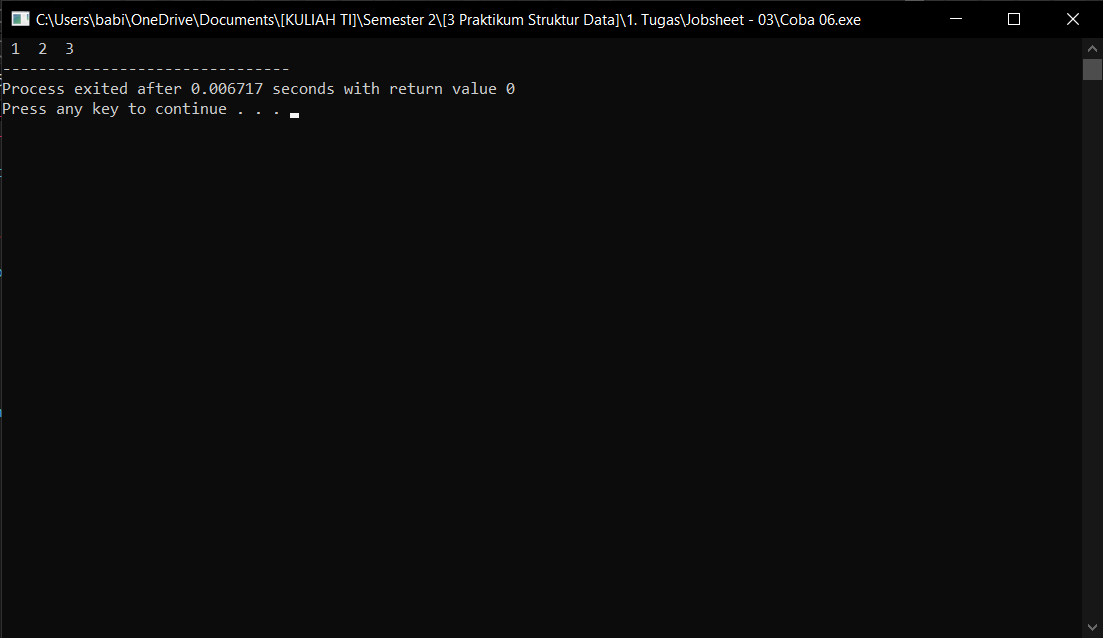 C:\Users\babi\OneDrive\Documents\[KULIAH TI]\Semester 2\[3 Praktikum Struktur Data]\1. Tugas\Jobsheet - 03\Coba 06.exe
1  2  3
--------------------------------
Process exited after 0.006717 seconds with return value 0
Press any key to continue . . .